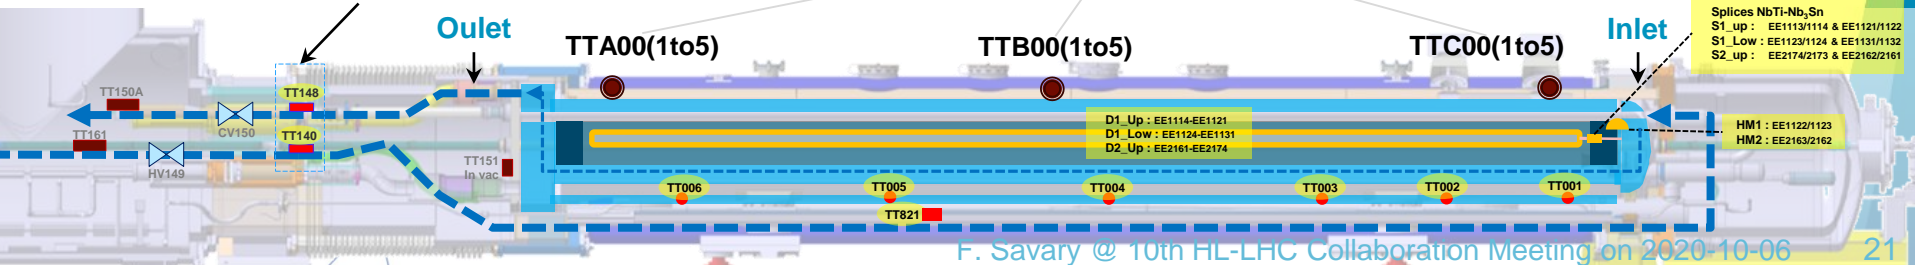 Splices NbTi-Nb3Sn
S1_up : EE1113/1114 & EE1121/1122
S1_Low : EE1123/1124 & EE1131/1132
S2_up : EE2174/2173 & EE2162/2161
Oulet
Inlet
TTA00(1to5)
TTB00(1to5)
TTC00(1to5)
TT150A
TT148
CV150
TT140
TT161
HV149
TT151
In vac
D1_Up : EE1114-EE1121
D1_Low : EE1124-EE1131
D2_Up : EE2161-EE2174
HM1 : EE1122/1123
HM2 : EE2163/2162
TT006
TT005
TT004
TT003
TT002
TT001
TT821
F. Savary @ 10th HL-LHC Collaboration Meeting on 2020-10-06
21